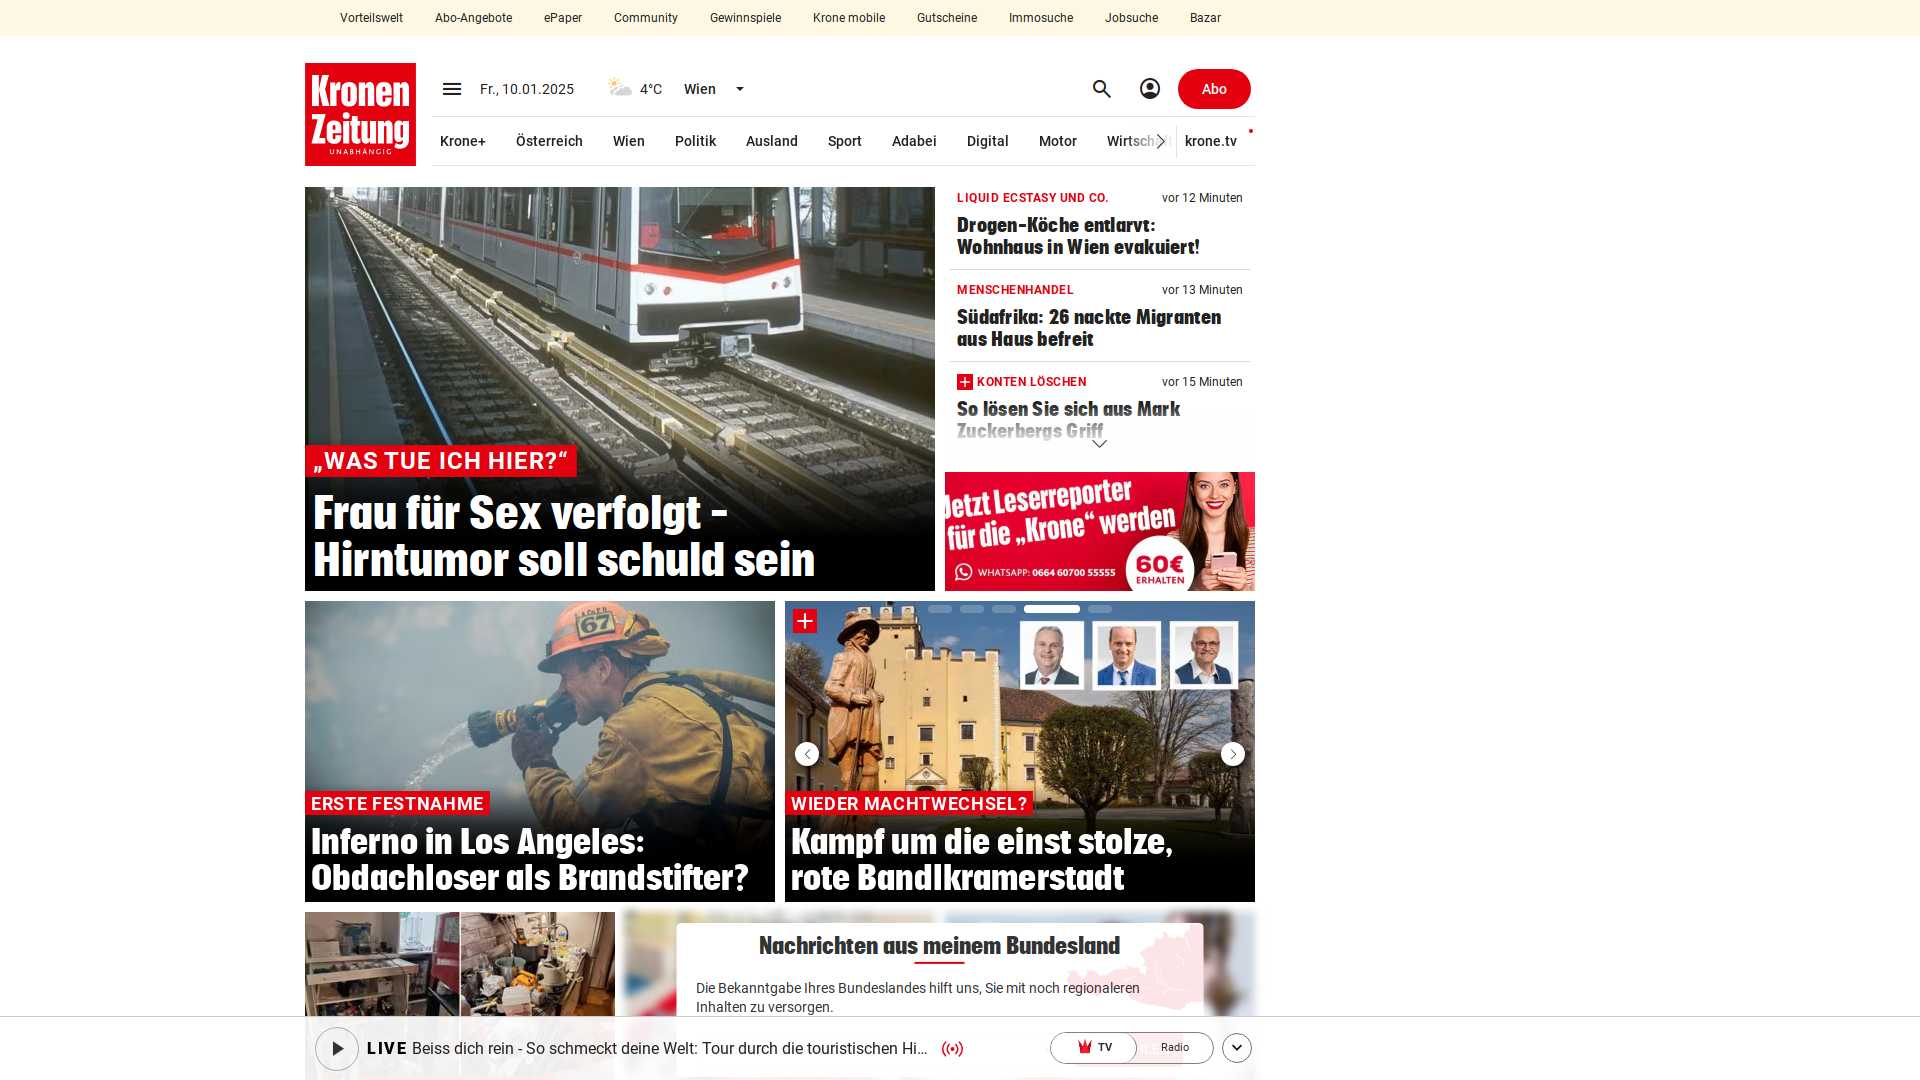 Vorteilswelt Abo-Angebote ePaper Community Gewinnspiele Krone mobile Gutscheine Immosuche Jobsuche Bazar
Kronen
Zeitung
UNABHÄNGIG
Fr., 10.01.2025 4°C Wien Abo
Krone+ Österreich Wien Politik Ausland Sport Adabei Digital Motor krone.tv
„WAS TUE ICH HIER?“
Frau für Sex verfolgt –
Hirntumor soll schuld sein
LIQUID ECSTASY UND CO. vor 12 Minuten
Drogen-Köche entlarvt:
Wohnhaus in Wien evakuiert!
MENSCHENHANDEL vor 13 Minuten
Südafrika: 26 nackte Migranten
aus Haus befreit
KONTEN LÖSCHEN vor 15 Minuten
So lösen Sie sich aus Mark
Zuckerbergs Griff
Jetzt Leserreporter
für die „Krone“ werden
WHATSAPP: 0664 60700 55555
60€
ERHALTEN
67
ERSTE FESTNAHME
Inferno in Los Angeles:
Obdachloser als Brandstifter?
WIEDER MACHTWECHSEL?
Kampf um die einst stolze,
rote Bandlkramerstadt
Nachrichten aus meinem Bundesland
Die Bekanntgabe Ihres Bundeslandes hilft uns, Sie mit noch regionaleren
Inhalten zu versorgen.
LIVE Beiss dich rein - So schmeckt deine Welt: Tour durch die touristischen Hi...
TV Radio